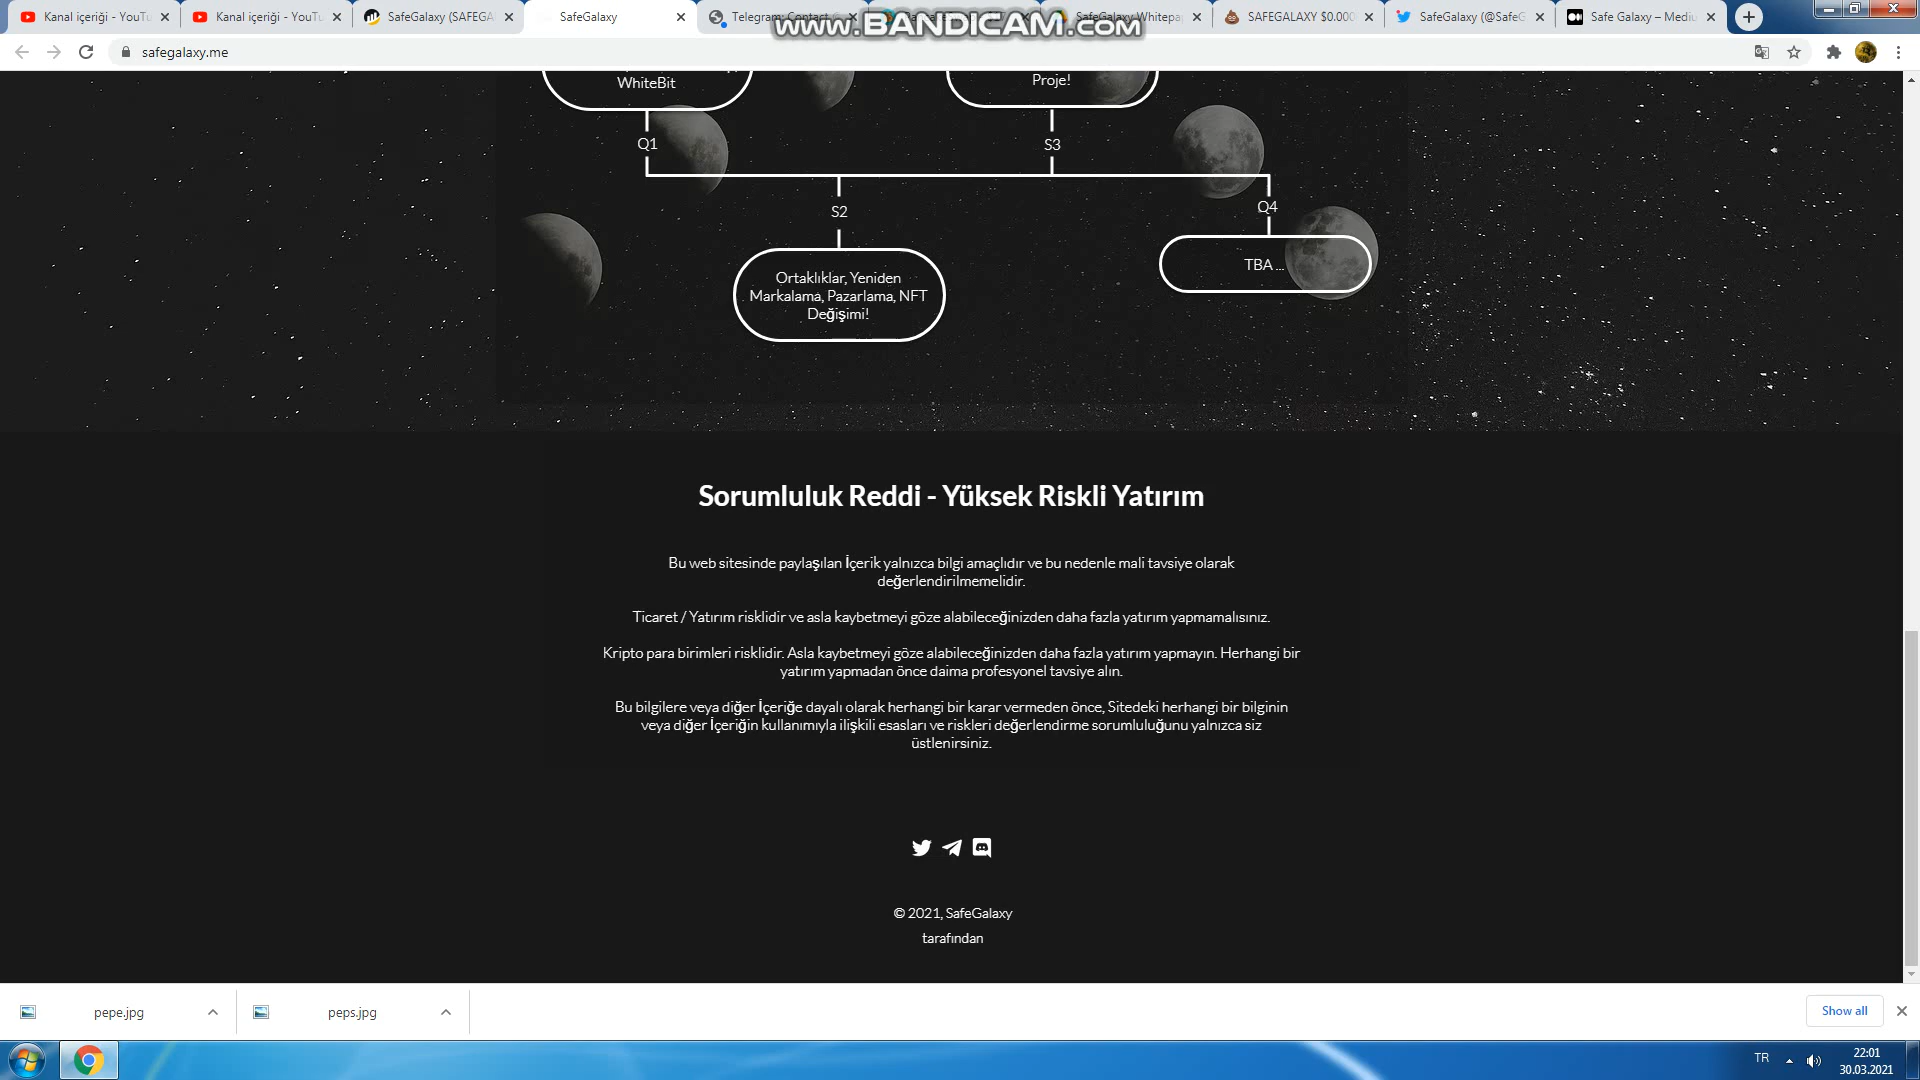 Kanal içeriği - YouTu
Kanal içeriği - YouTu
SafeGalaxy (SAFEGA
SafeGalaxy
Telegram: Contact
SafeGalaxy Whitepa
SAFEGALAXY $0.000
SafeGalaxy (@SafeG
Safe Galaxy – Mediu
www.BANDICAM.com
safegalaxy.me
WhiteBit
Proje!
Q1
S3
S2
Q4
Ortaklıklar, Yeniden
Markalama, Pazarlama, NFT
Değişimi!
TBA ...
Sorumluluk Reddi - Yüksek Riskli Yatırım
Bu web sitesinde paylaşılan İçerik yalnızca bilgi amaçlıdır ve bu nedenle mali tavsiye olarak
değerlendirilmemelidir.
Ticaret / Yatırım risklidir ve asla kaybetmeyi göze alabileceğinizden daha fazla yatırım yapmamalısınız.
Kripto para birimleri risklidir. Asla kaybetmeyi göze alabileceğinizden daha fazla yatırım yapmayın. Herhangi bir
yatırım yapmadan önce daima profesyonel tavsiye alın.
Bu bilgilere veya diğer İçeriğe dayalı olarak herhangi bir karar vermeden önce, Sitedeki herhangi bir bilginin
veya diğer İçeriğin kullanımıyla ilişkili esasları ve riskleri değerlendirme sorumluluğunu yalnızca siz
üstlenirsiniz.
© 2021, SafeGalaxy
tarafından
pepe.jpg
peps.jpg
Show all
TR
22:01
30.03.2021